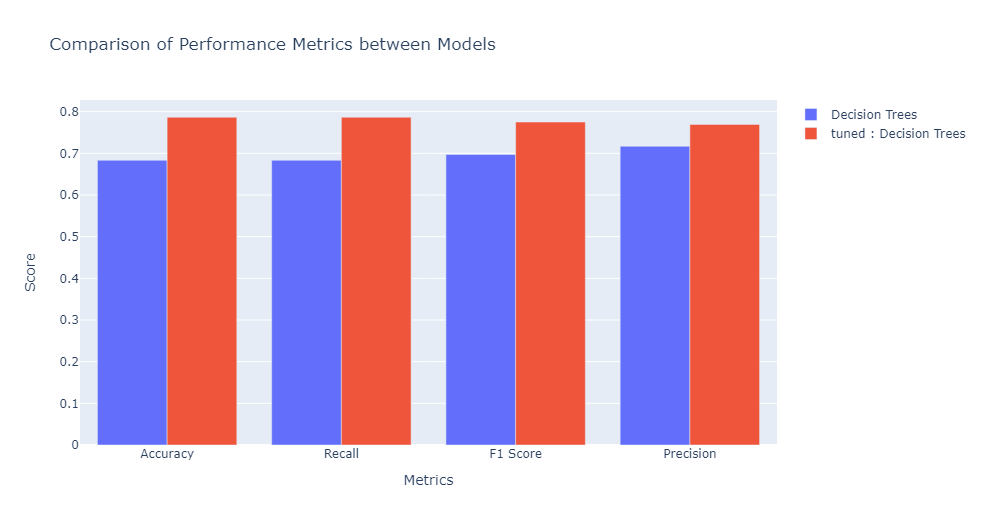 Comparison of Performance Metrics between Models
Decision Trees
tuned : Decision Trees
0.8
0.7
0.6
0.5
0.4
0.3
0.2
0.1
0
Score
Accuracy
Recall
F1 Score
Precision
Metrics